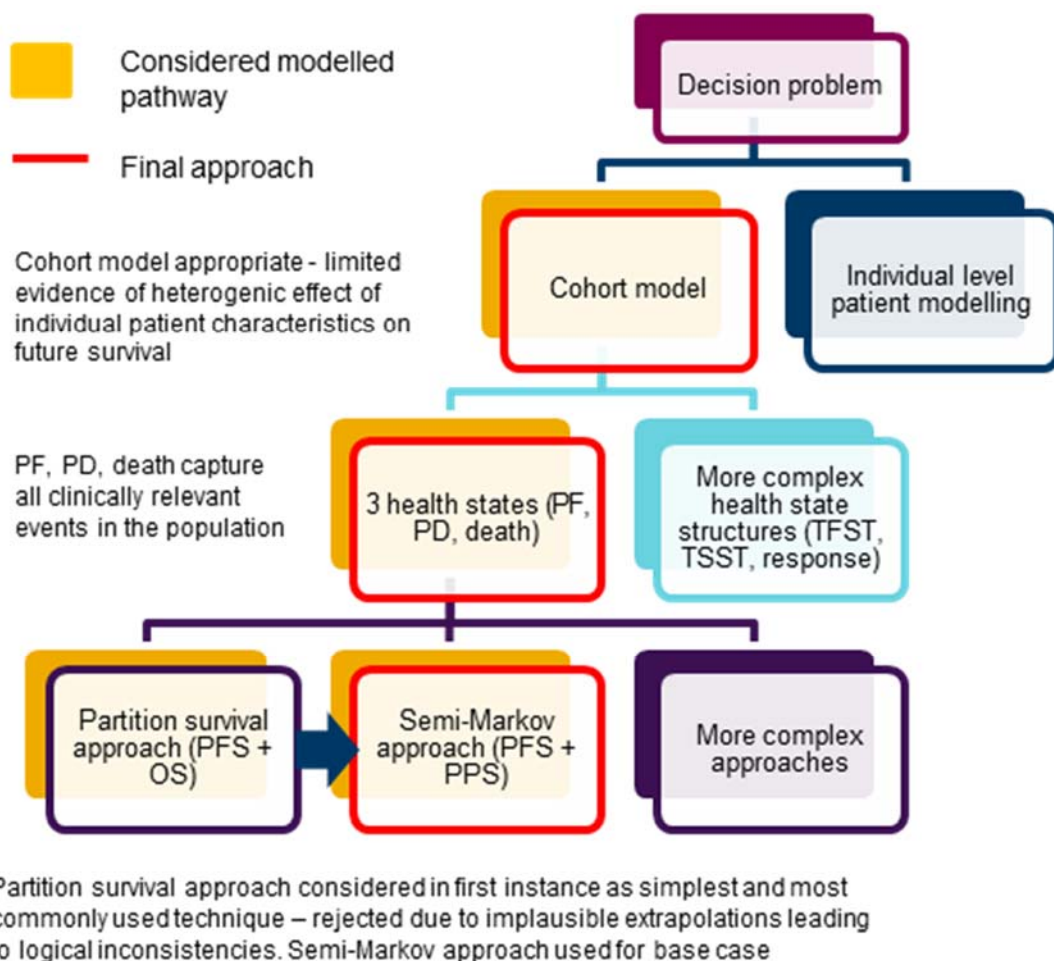 Considered modelled
pathway
Final approach
Decision problem
Cohort model appropriate - limited
evidence of heterogenic effect of
individual patient characteristics on
future survival
Cohort model
Individual level
patient modelling
PF, PD, death capture
all clinically relevant
events in the population
3 health states (PF,
PD, death)
More complex
health state
structures (TFST,
TSST, response)
Partition survival
approach (PFS +
OS)
Semi-Markov
approach (PFS +
PPS)
More complex
approaches
Partition survival approach considered in first instance as simplest and most
commonly used technique – rejected due to implausible extrapolations leading
to logical inconsistencies. Semi-Markov approach used for base case